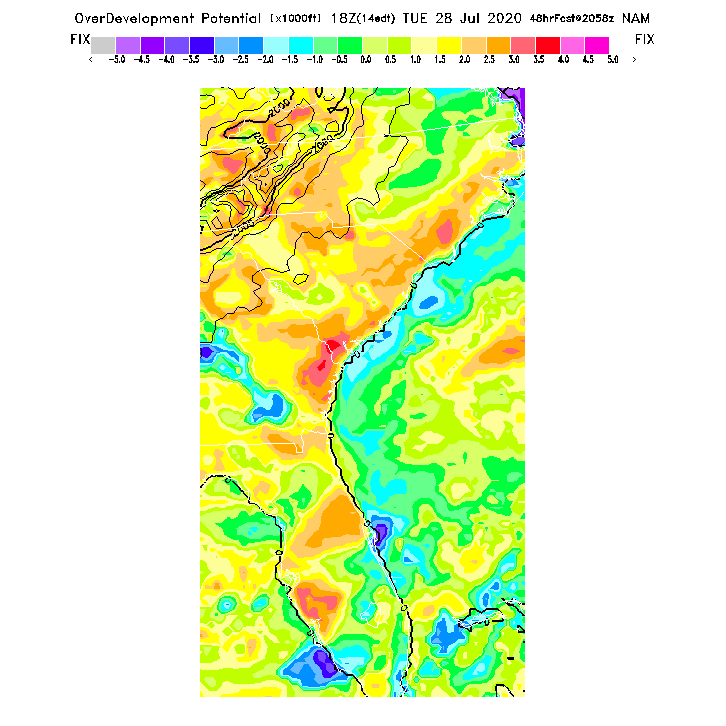 OverDevelopment Potential [x1000ft] 18Z(14edt) TUE 28 Jul 2020 48hrFcst@2058z NAM
FIX FIX
< -5.0 -4.5 -4.0 -3.5 -3.0 -2.5 -2.0 -1.5 -1.0 -0.5 0.0 0.5 1.0 1.5 2.0 2.5 3.0 3.5 4.0 4.5 5.0 >
2000
2000